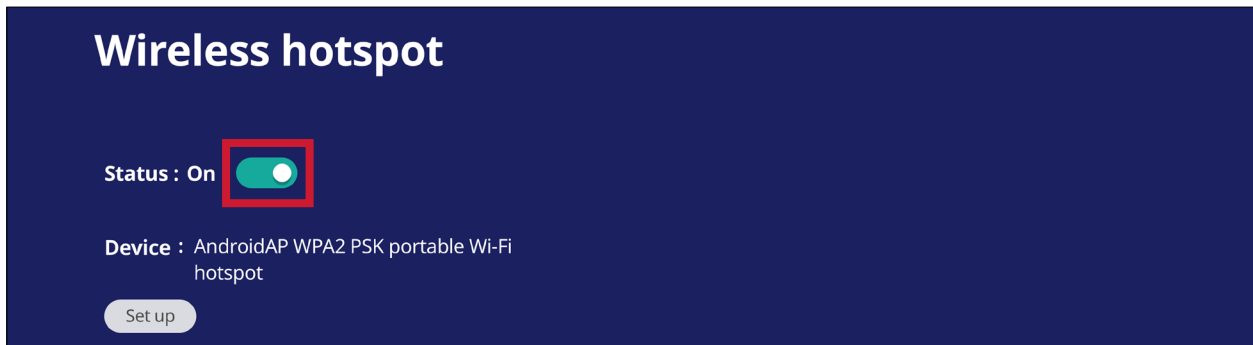 Wireless hotspot
Status : On
Device : AndroidAP WPA2 PSK portable Wi-Fi
hotspot
Set up